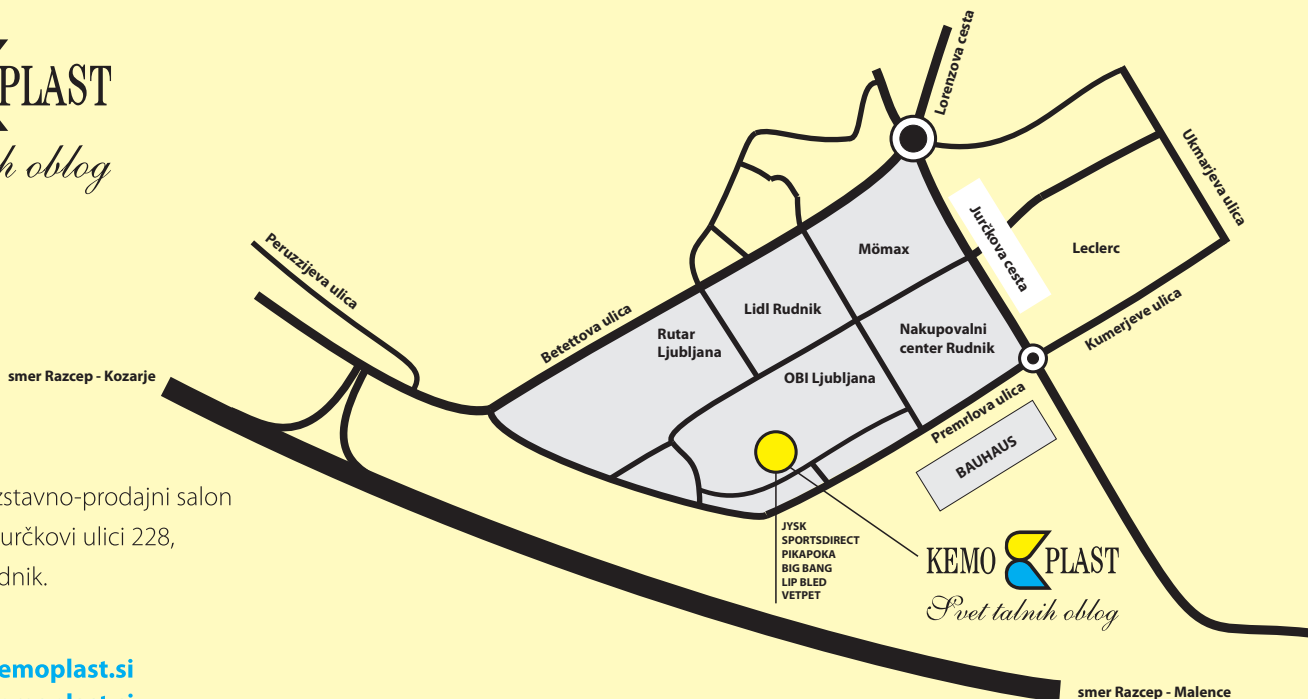 PLAST
h oblog
Lorenzova cesta
Ukmarjeva ulica
Jurčkova cesta
Peruzzijeva ulica
Mömax
Leclerc
Betettova ulica
Lidl Rudnik
Rutar
Ljubljana
Nakupovalni
center Rudnik
Kumerjeve ulica
smer Razcep - Kozarje
OBI Ljubljana
Premrlova ulica
BAUHAUS
zstavno-prodajni salon
určkovi ulici 228,
dnik.
JYSK
SPORTSDIRECT
PIKAPOKA
BIG BANG
LIP BLED
VETPET
KEMO PLAST
Svet talnih oblog
emoplast.si
smer Razcep - Malence